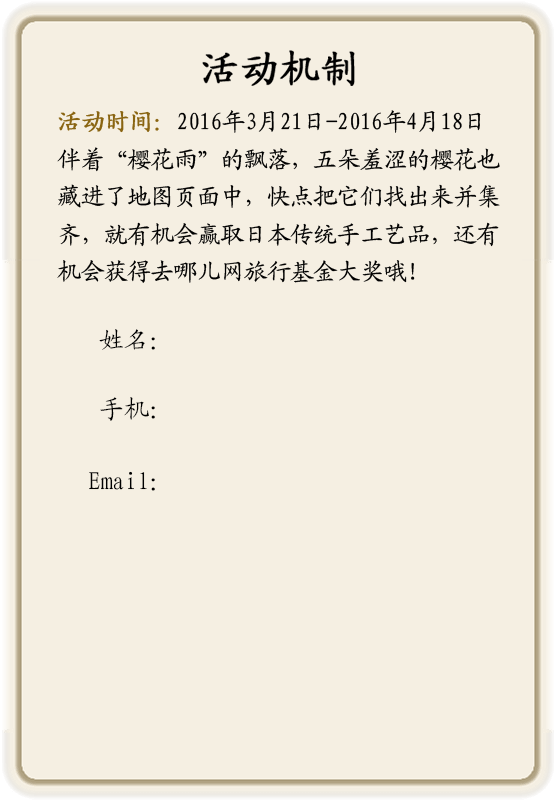 活动机制
活动时间：2016年3月21日-2016年4月18日
伴着“樱花雨”的飘落，五朵羞涩的樱花也
藏进了地图页面中，快点把它们找出来并集
齐，就有机会赢取日本传统手工艺品，还有
机会获得去哪儿网旅行基金大奖哦！
姓名：
手机：
Email：